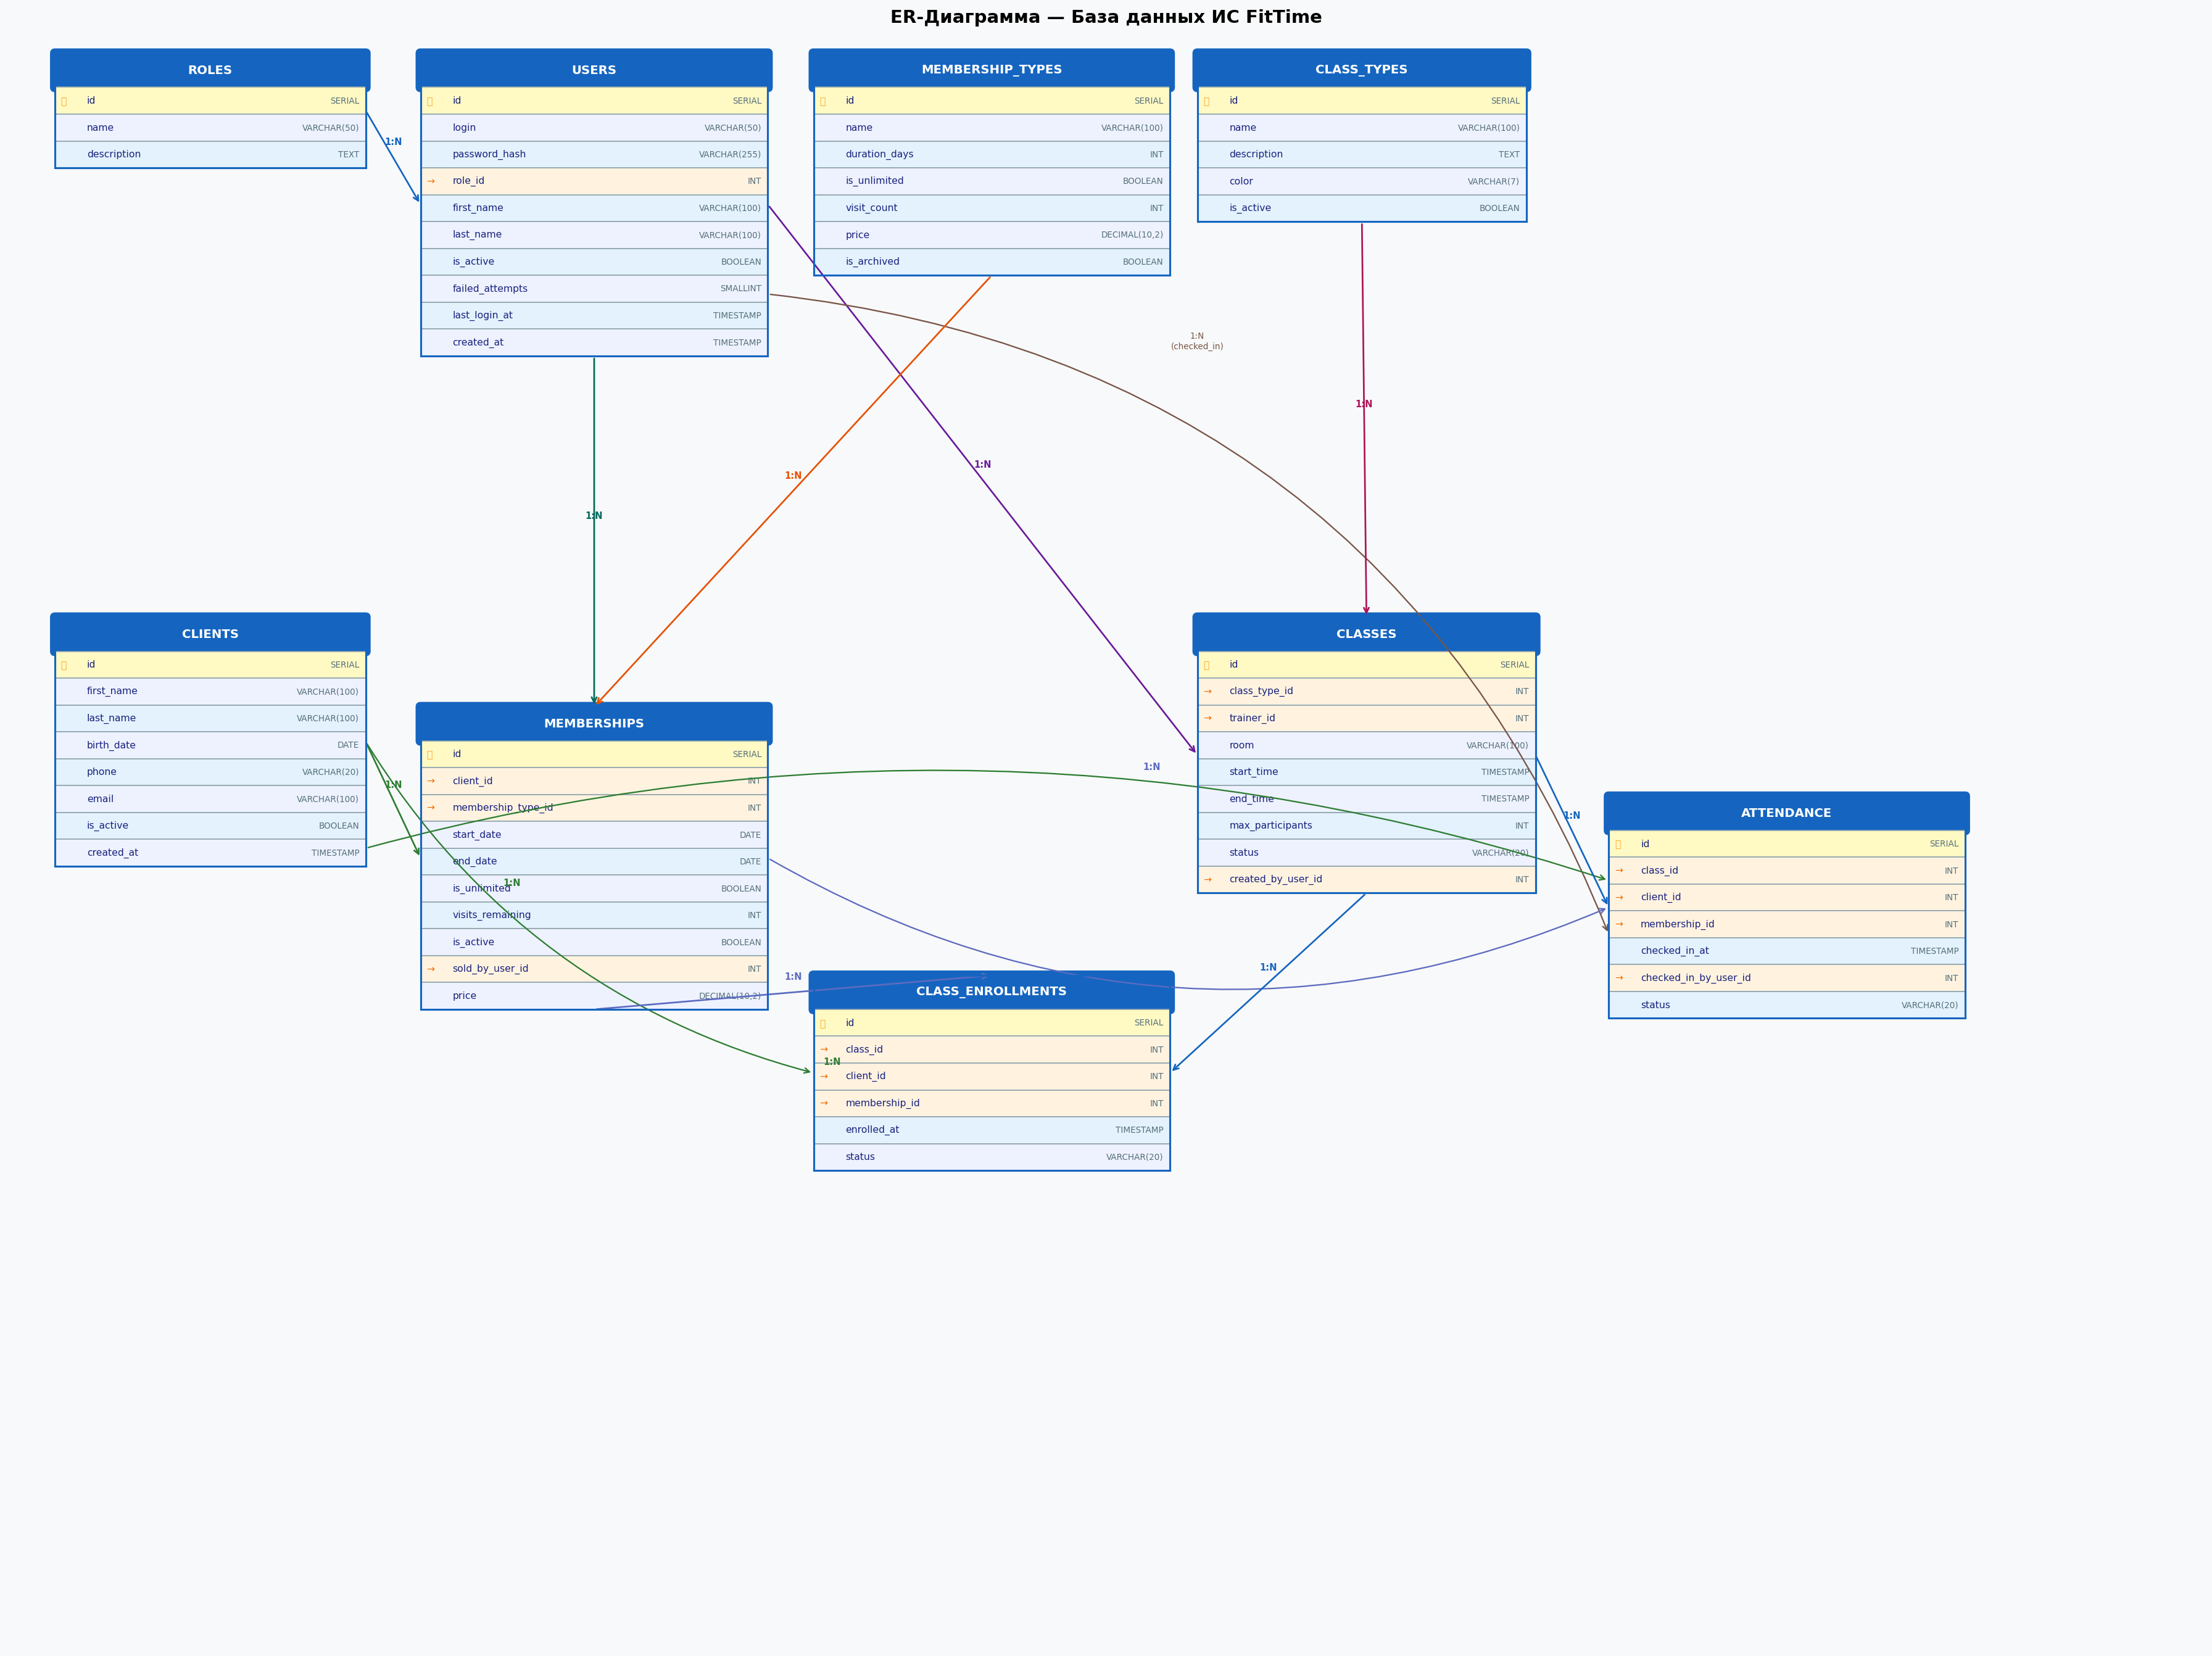 ER-Диаграмма — База данных ИС FitTime
ROLES
id SERIAL
name VARCHAR(50)
description TEXT
1:N
USERS
id SERIAL
login VARCHAR(50)
password_hash VARCHAR(255)
→ role_id INT
first_name VARCHAR(100)
last_name VARCHAR(100)
is_active BOOLEAN
failed_attempts SMALLINT
last_login_at TIMESTAMP
created_at TIMESTAMP
MEMBERSHIP_TYPES
id SERIAL
name VARCHAR(100)
duration_days INT
is_unlimited BOOLEAN
visit_count INT
price DECIMAL(10,2)
is_archived BOOLEAN
CLASS_TYPES
id SERIAL
name VARCHAR(100)
description TEXT
color VARCHAR(7)
is_active BOOLEAN
1:N
(checked_in)
1:N
1:N
1:N
1:N
CLIENTS
id SERIAL
first_name VARCHAR(100)
last_name VARCHAR(100)
birth_date DATE
phone VARCHAR(20)
email VARCHAR(100)
is_active BOOLEAN
created_at TIMESTAMP
1:N
MEMBERSHIPS
id SERIAL
→ client_id INT
→ membership_type_id INT
start_date DATE
end_date DATE
is_unlimited BOOLEAN
visits_remaining INT
is_active BOOLEAN
→ sold_by_user_id INT
price DECIMAL(10,2)
1:N
1:N
1:N
CLASSES
id SERIAL
→ class_type_id INT
→ trainer_id INT
room VARCHAR(100)
start_time TIMESTAMP
end_time TIMESTAMP
max_participants INT
status VARCHAR(20)
→ created_by_user_id INT
1:N
1:N
CLASS_ENROLLMENTS
id SERIAL
→ class_id INT
1:N
→ client_id INT
→ membership_id INT
enrolled_at TIMESTAMP
status VARCHAR(20)
ATTENDANCE
id SERIAL
→ class_id INT
→ client_id INT
→ membership_id INT
checked_in_at TIMESTAMP
→ checked_in_by_user_id INT
status VARCHAR(20)